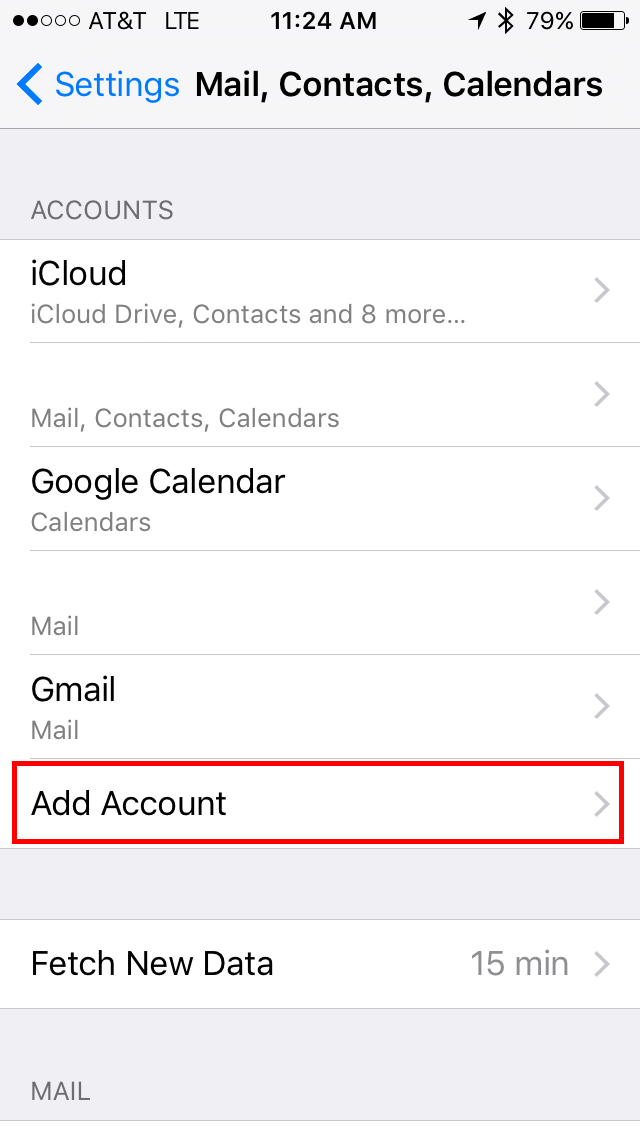 AT&T LTE 11:24 AM 79%
Settings Mail, Contacts, Calendars
ACCOUNTS
iCloud
iCloud Drive, Contacts and 8 more...
Mail, Contacts, Calendars
Google Calendar
Calendars
Mail
Gmail
Mail
Add Account
Fetch New Data 15 min
MAIL